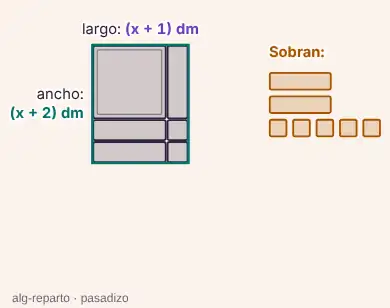 largo: (x + 1) dm
Sobran:
ancho:
(x + 2) dm
alg-reparto · pasadizo